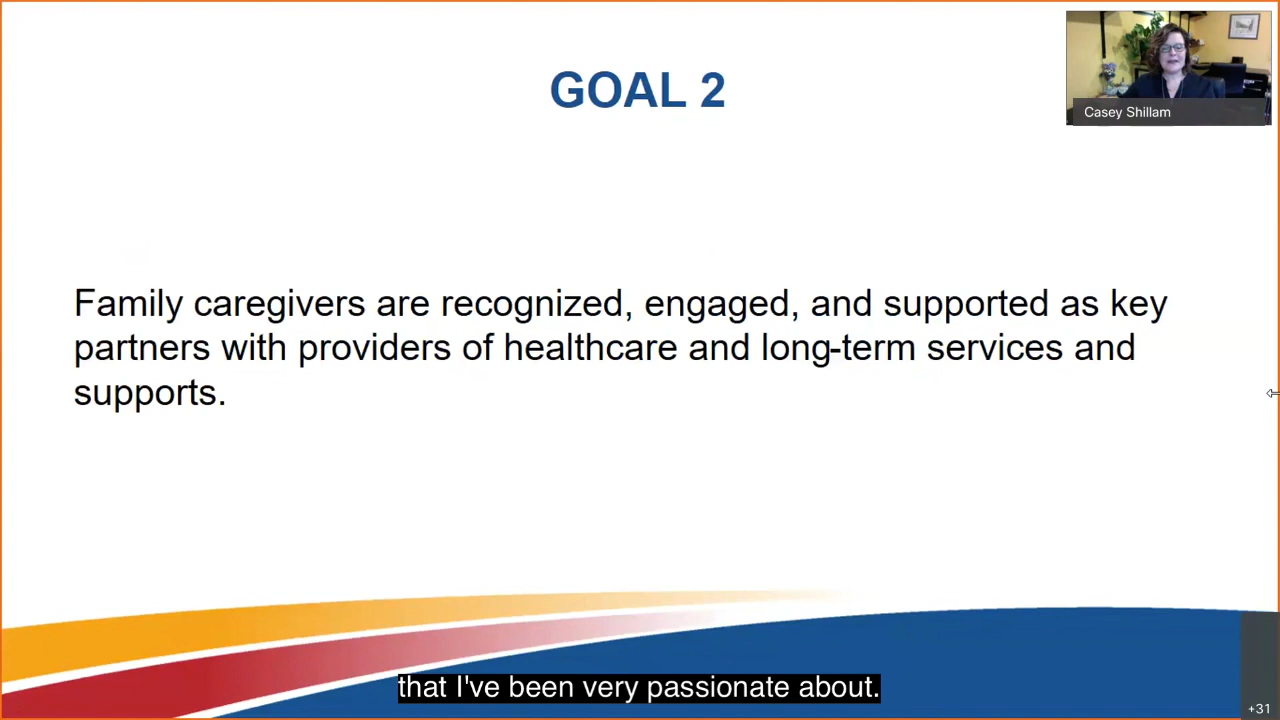 GOAL 2
Casey Shillam
Family caregivers are recognized, engaged, and supported as key
partners with providers of healthcare and long-term services and
supports.
that I've been very passionate about.
+31